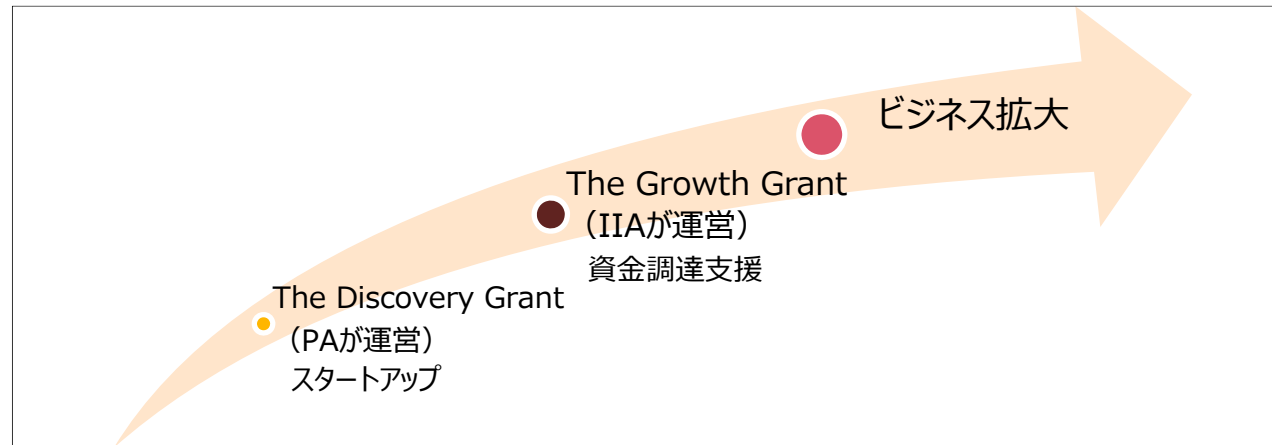 ビジネス拡大
The Growth Grant
（IIAが運営）
資金調達支援
The Discovery Grant
（PAが運営）
スタートアップ